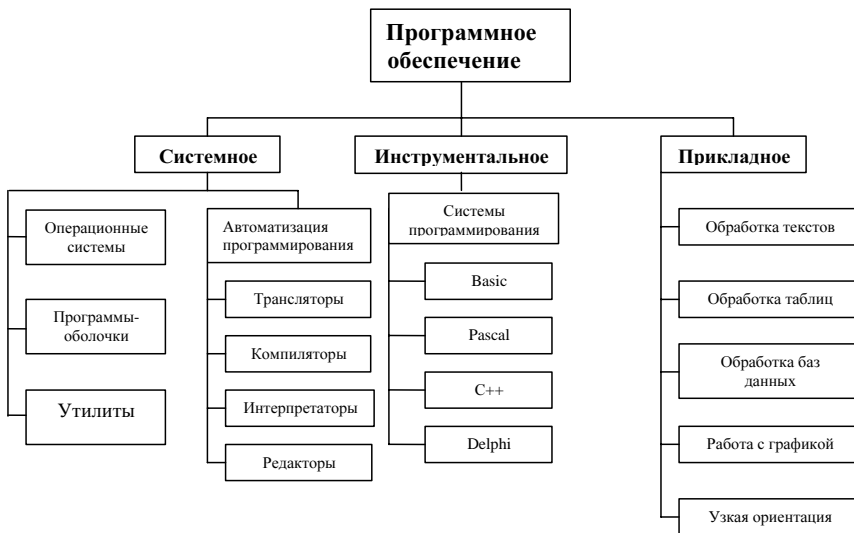 Программное
обеспечение
Системное
Инструментальное
Прикладное
Операционные
системы
Программы-
оболочки
Утилиты
Автоматизация
программирования
Трансляторы
Компиляторы
Интерпретаторы
Редакторы
Системы
программирования
Basic
Pascal
C++
Delphi
Обработка текстов
Обработка таблиц
Обработка баз
данных
Работа с графикой
Узкая ориентация